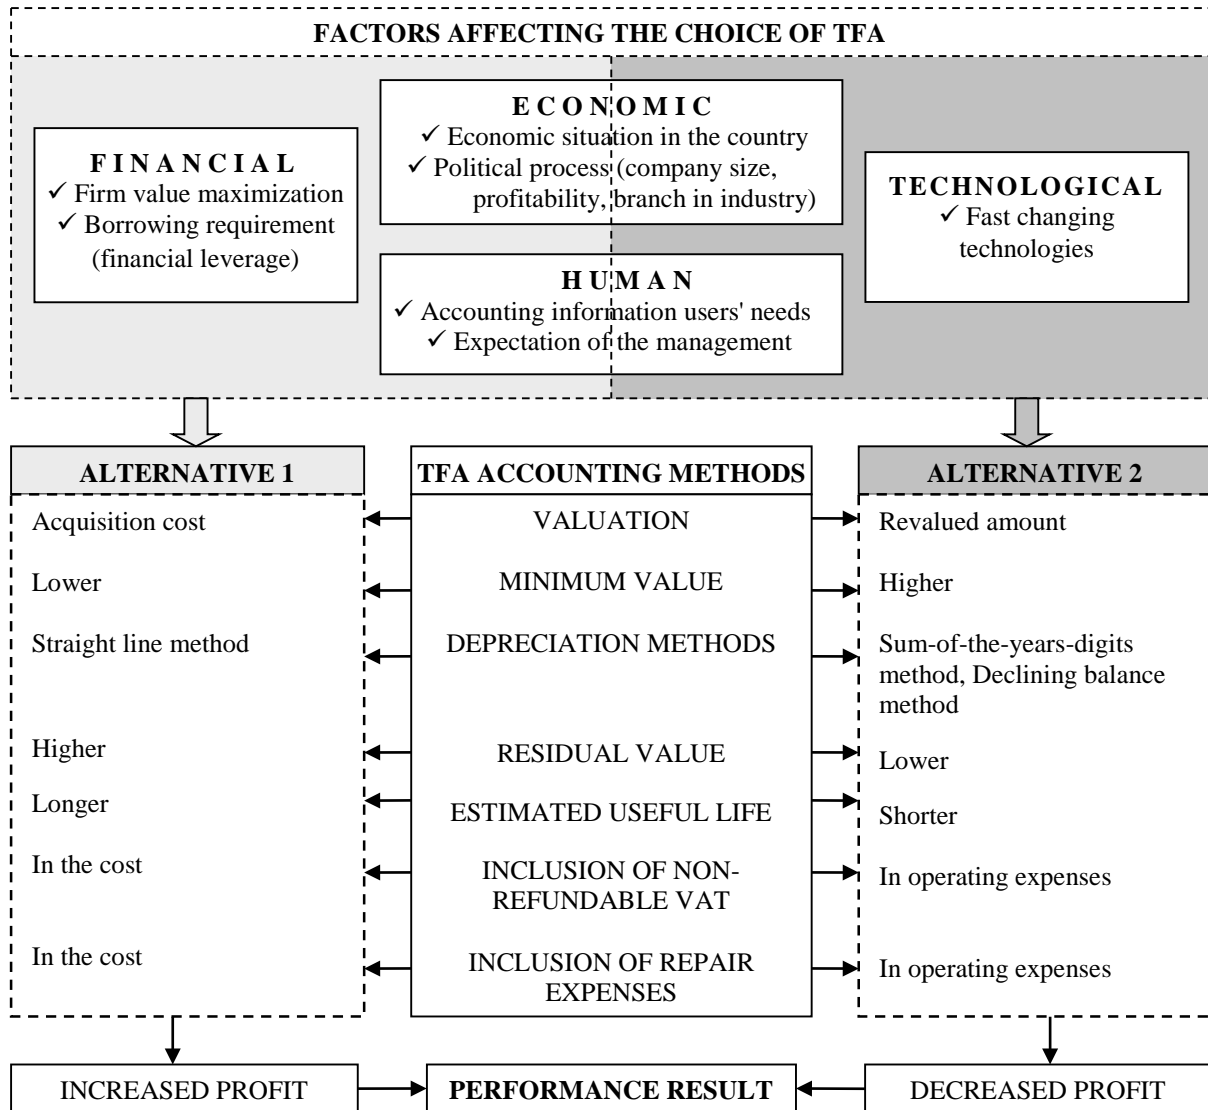 FACTORS AFFECTING THE CHOICE OF TFA
FINANCIAL
✓ Firm value maximization
✓ Borrowing requirement
(financial leverage)
ECONOMIC
✓ Economic situation in the country
✓ Political process (company size,
profitability, branch in industry)
HUMAN
✓ Accounting information users' needs
✓ Expectation of the management
TECHNOLOGICAL
✓ Fast changing
technologies
ALTERNATIVE 1
TFA ACCOUNTING METHODS
ALTERNATIVE 2
Acquisition cost
VALUATION
Revalued amount
Lower
MINIMUM VALUE
Higher
Straight line method
DEPRECIATION METHODS
Sum-of-the-years-digits
method, Declining balance
method
Higher
RESIDUAL VALUE
Lower
Longer
ESTIMATED USEFUL LIFE
Shorter
In the cost
INCLUSION OF NON-
REFUNDABLE VAT
In operating expenses
In the cost
INCLUSION OF REPAIR
EXPENSES
In operating expenses
INCREASED PROFIT
PERFORMANCE RESULT
DECREASED PROFIT